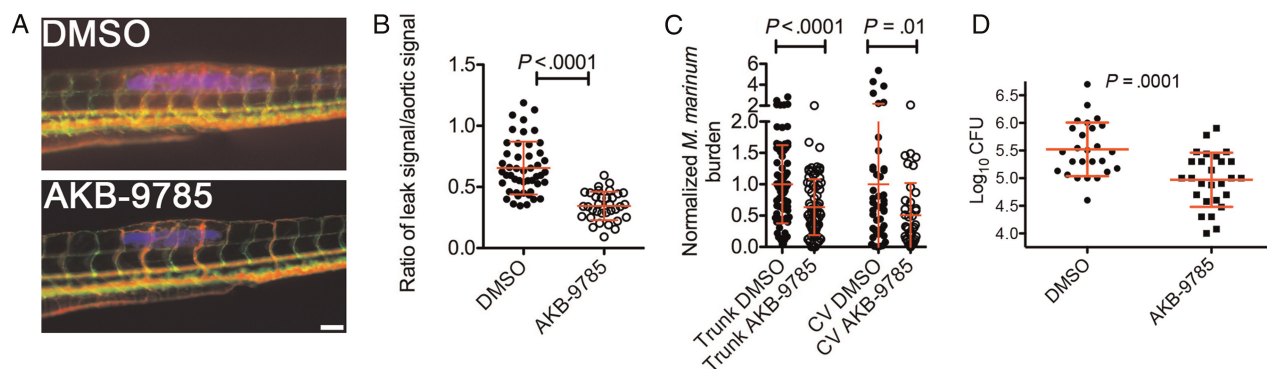 A
DMSO
AKB-9785
B
Ratio of leak signal/aortic signal
1.5
1.0
0.5
0.0
P <.0001
DMSO
AKB-9785
C
Normalized M. marinum
burden
6
4
2
2.0
1.5
1.0
0.5
0.0
P <.0001
P =.01
Trunk DMSO
Trunk AKB-9785
CV DMSO
CV AKB-9785
D
Log10 CFU
6.5
6.0
5.5
5.0
4.5
4.0
P =.0001
DMSO
AKB-9785